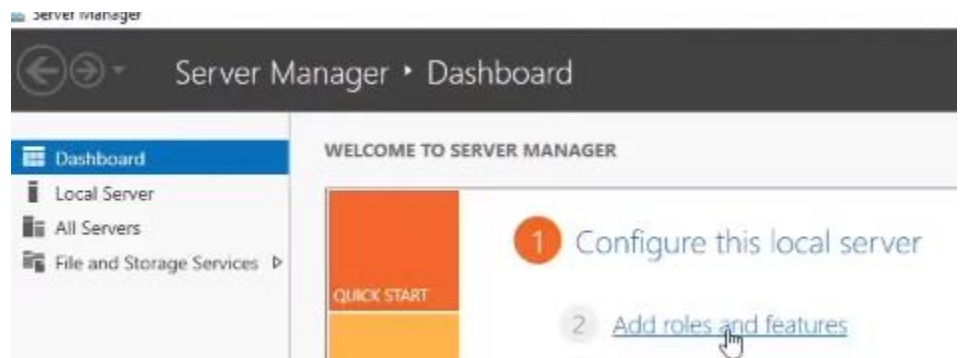 Server Manager
Server Manager ‣ Dashboard
Dashboard
Local Server
All Servers
File and Storage Services
WELCOME TO SERVER MANAGER
QUICK START
1 Configure this local server
2 Add roles and features